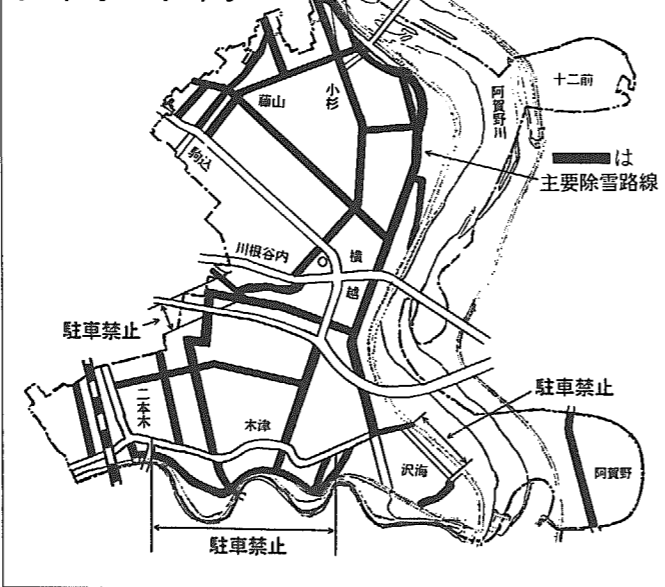 藤山
小杉
十二前
阿賀野川
は
主要除雪路線
駒込
川根谷内
横越
駐車禁止
駐車禁止
二本木
木津
沢海
阿賀野
駐車禁止